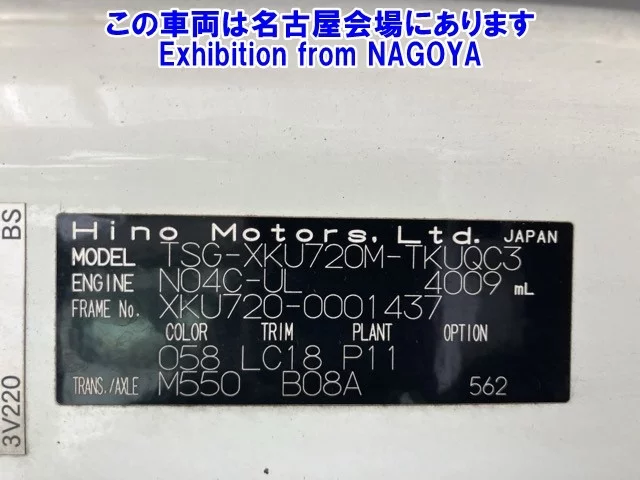 この車両は名古屋会場にあります
Exhibition from NAGOYA
BS
3V220
Hino Motors, Ltd. JAPAN
MODEL TSG-XKU720M-TKUQC3
ENGINE N04C-UL 4009 mL
FRAME No. XKU720-0001437
COLOR TRIM PLANT OPTION
058 LC18 P11
TRANS./AXLE M550 B08A 562